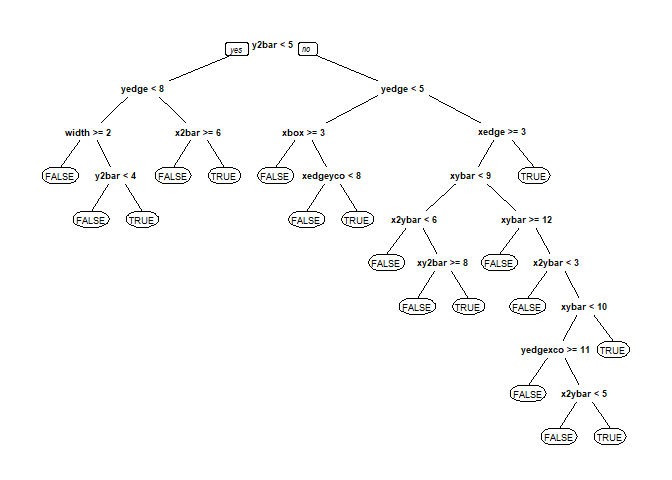 yes y2bar < 5 no
yedge < 8 yedge < 5
width >= 2 x2bar >= 6 xbox >= 3 xedge >= 3
FALSE y2bar < 4 FALSE TRUE FALSE xedgeyco < 8 xybar < 9 TRUE
FALSE TRUE FALSE TRUE x2ybar < 6 xybar >= 12
FALSE xy2bar >= 8 FALSE x2ybar < 3
FALSE TRUE FALSE xybar < 10
yedgexco >= 11 TRUE
FALSE x2ybar < 5
FALSE TRUE